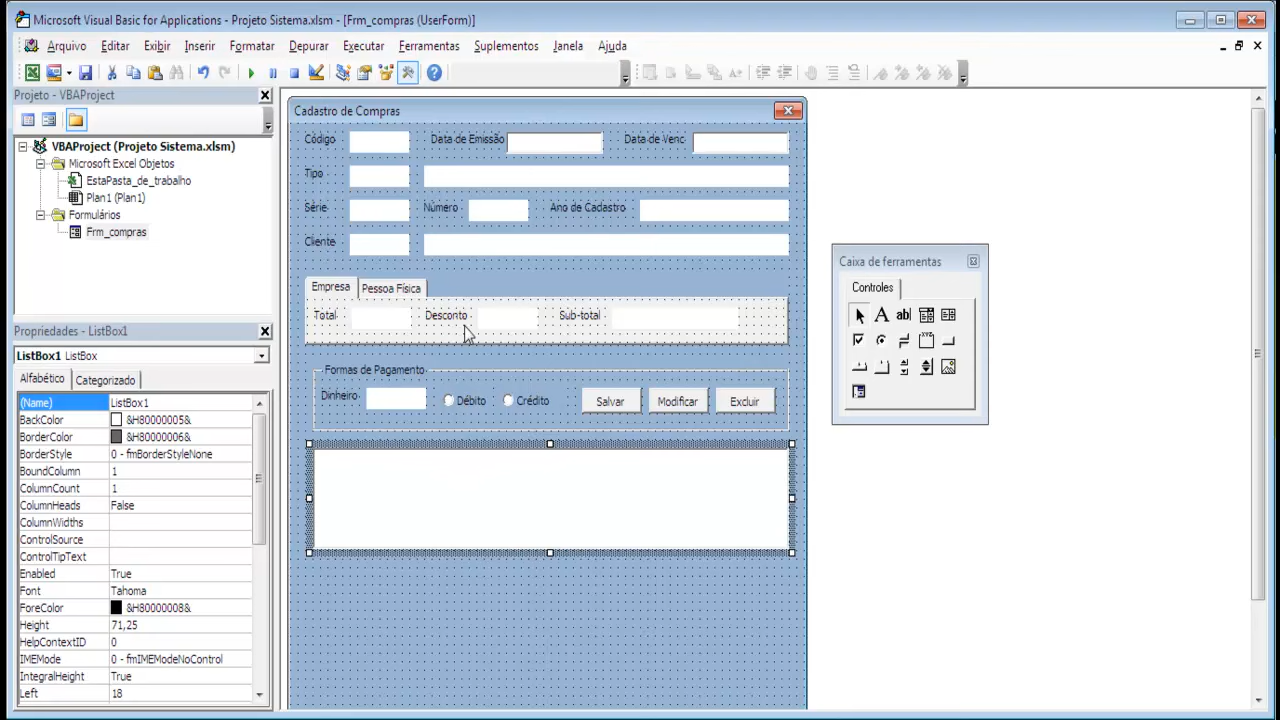 Microsoft Visual Basic for Applications - Projeto Sistema.xlsm - [Frm_compras (UserForm)]
Arquivo Editar Exibir Inserir Formatar Depurar Executar Ferramentas Suplementos Janela Ajuda
Projeto - VBAProject
VBAProject (Projeto Sistema.xlsm)
Microsoft Excel Objetos
EstaPasta_de_trabalho
Plan1 (Plan1)
Formulários
Frm_compras
Propriedades - ListBox1
ListBox1 ListBox
Alfabético Categorizado
(Name) ListBox1
BackColor &H80000005&
BorderColor &H80000006&
BorderStyle 0 - fmBorderStyleNone
BoundColumn 1
ColumnCount 1
ColumnHeads False
ColumnWidths
ControlSource
ControlTipText
Enabled True
Font Tahoma
ForeColor &H80000008&
Height 71,25
HelpContextID 0
IMEMode 0 - fmIMEModeNoControl
IntegralHeight True
Left 18
Cadastro de Compras
Código Data de Emissão Data de Venc
Tipo
Série Número Ano de Cadastro
Cliente
Empresa Pessoa Física
Total Desconto Sub-total
Formas de Pagamento
Dinheiro Débito Crédito Salvar Modificar Excluir
Caixa de ferramentas
Controles
A ab|